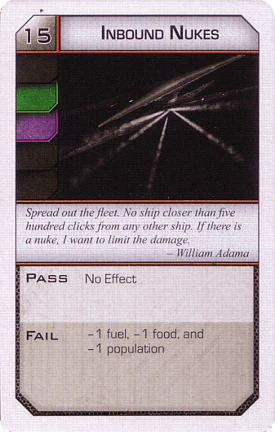 15
Inbound Nukes
Spread out the fleet. No ship closer than five
hundred clicks from any other ship. If there is
a nuke, I want to limit the damage.
– William Adama
Pass No Effect
Fail –1 fuel, –1 food, and
–1 population